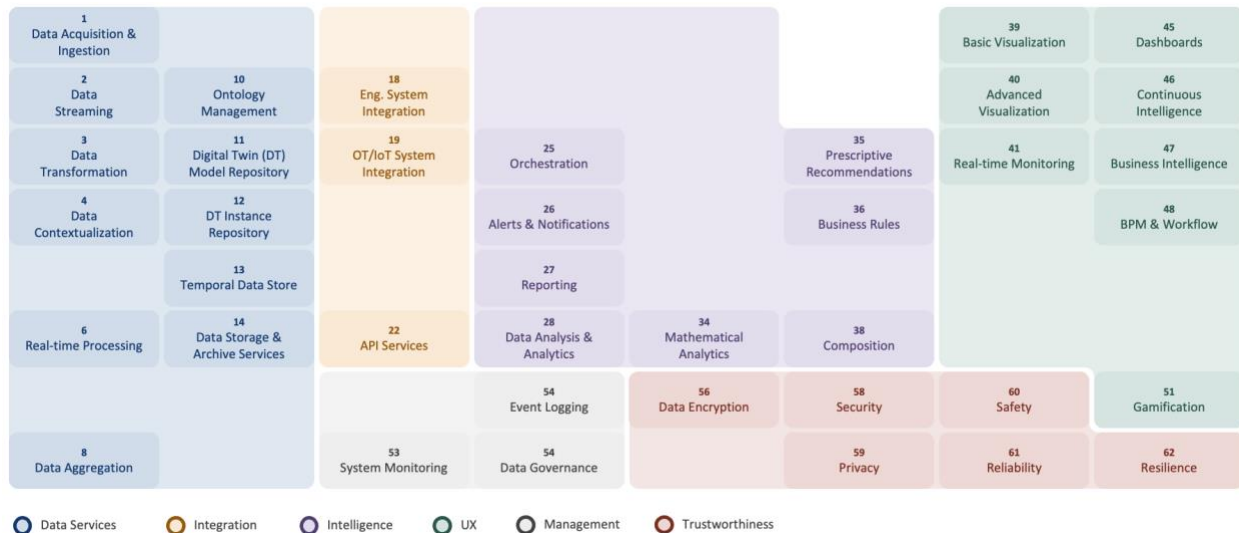 1
Data Acquisition &
Ingestion
39
Basic Visualization
45
Dashboards
2
Data
Streaming
10
Ontology
Management
18
Eng. System
Integration
40
Advanced
Visualization
46
Continuous
Intelligence
3
Data
Transformation
11
Digital Twin (DT)
Model Repository
19
OT/IoT System
Integration
25
Orchestration
35
Prescriptive
Recommendations
41
Real-time Monitoring
47
Business Intelligence
4
Data
Contextualization
12
DT Instance
Repository
26
Alerts & Notifications
36
Business Rules
48
BPM & Workflow
13
Temporal Data Store
27
Reporting
6
Real-time Processing
14
Data Storage &
Archive Services
22
API Services
28
Data Analysis &
Analytics
34
Mathematical
Analytics
38
Composition
54
Event Logging
56
Data Encryption
58
Security
60
Safety
51
Gamification
8
Data Aggregation
53
System Monitoring
54
Data Governance
59
Privacy
61
Reliability
62
Resilience
Data Services
Integration
Intelligence
UX
Management
Trustworthiness